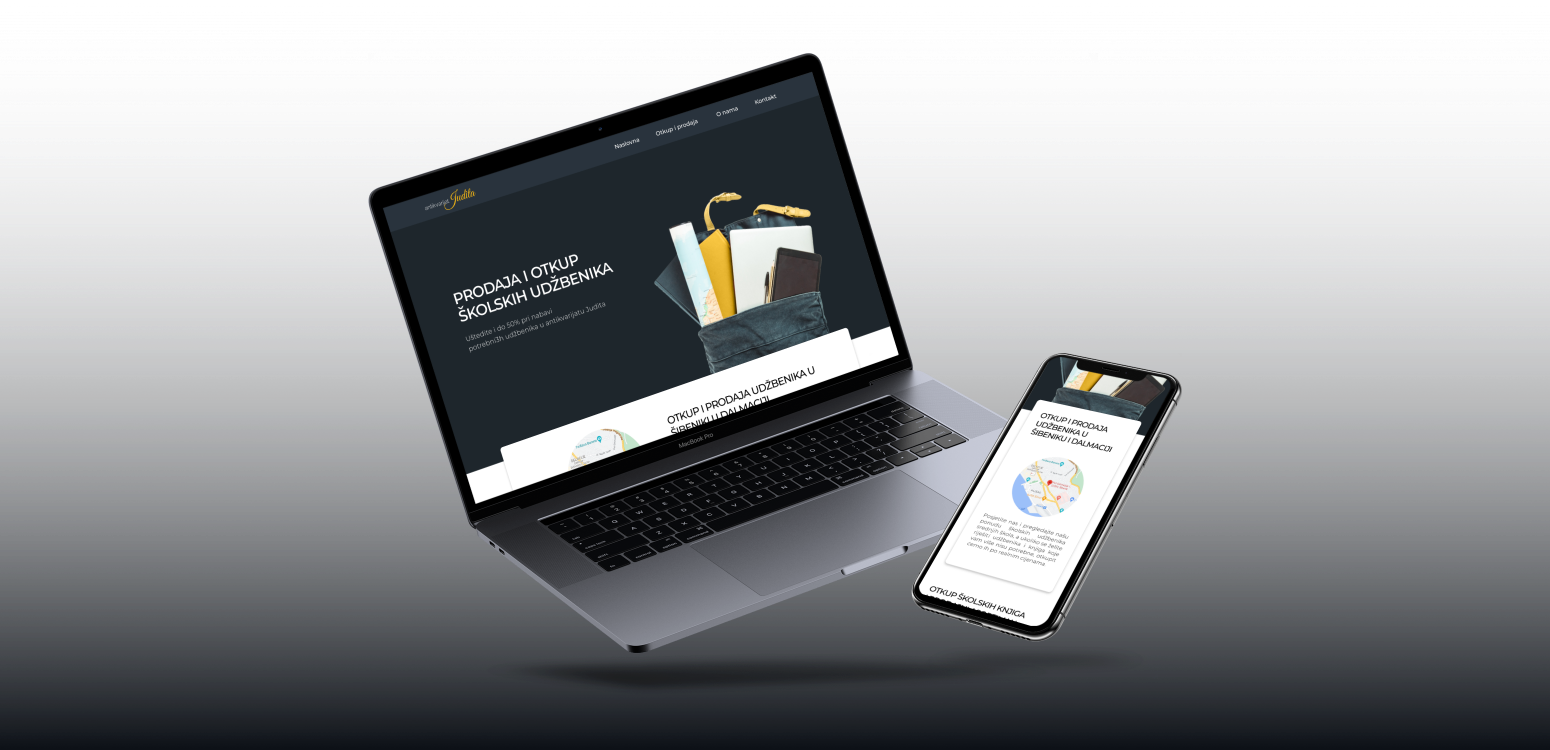 Naslovna Otkup i prodaja O nama Kontakt
antikvarijat Judita
PRODAJA I OTKUP
ŠKOLSKIH UDŽBENIKA
Uštedite i do 50% pri nabavi
potrebnih udžbenika u antikvarijatu Judita
OTKUP I PRODAJA UDŽBENIKA U
ŠIBENIKU I DALMACIJI
MacBook Pro
OTKUP I PRODAJA
UDŽBENIKA U
ŠIBENIKU I DALMACIJI
Posjetite nas i pregledajte našu
ponudu školskih udžbenika
srednjih škola, a ukoliko se želite
riješiti udžbenika i knjiga koje
vam više nisu potrebne, otkupit
ćemo ih po realnim cijenama.
OTKUP ŠKOLSKIH KNJIGA